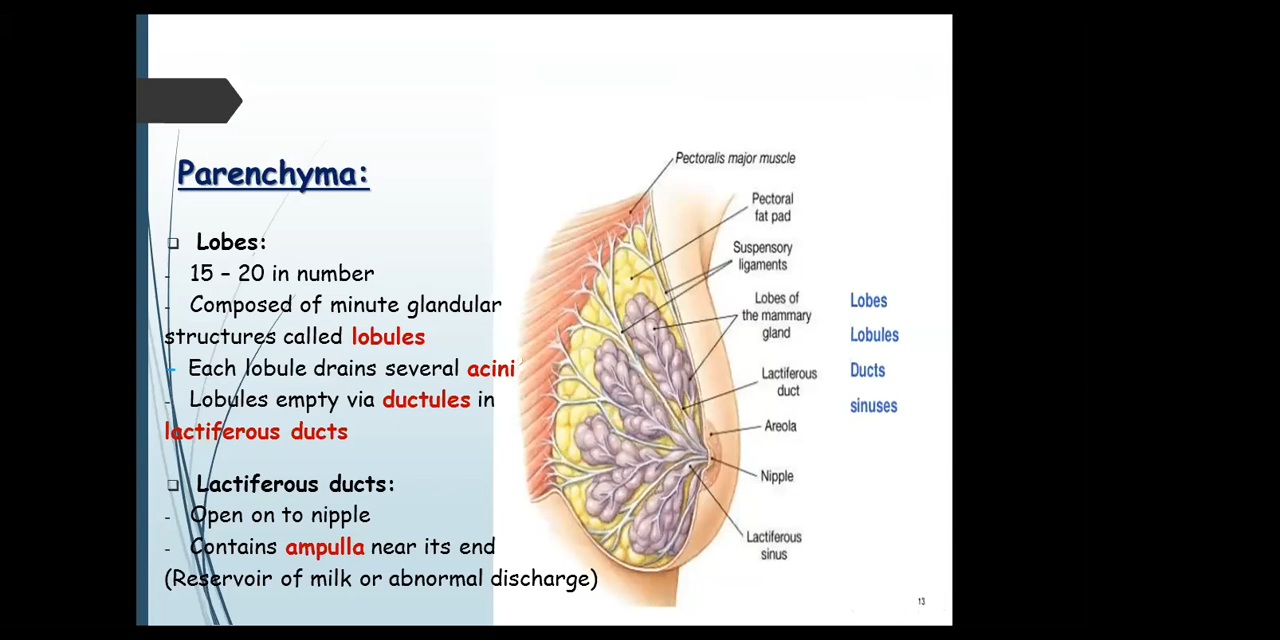 Parenchyma:
❑ Lobes:
- 15 – 20 in number
- Composed of minute glandular
structures called lobules
- Each lobule drains several acini
- Lobules empty via ductules in
lactiferous ducts
❑ Lactiferous ducts:
- Open on to nipple
- Contains ampulla near its end
(Reservoir of milk or abnormal discharge)
Pectoralis major muscle
Pectoral
fat pad
Suspensory
ligaments
Lobes of
the mammary
gland
Lactiferous
duct
Areola
Nipple
Lactiferous
sinus
Lobes
Lobules
Ducts
sinuses
13